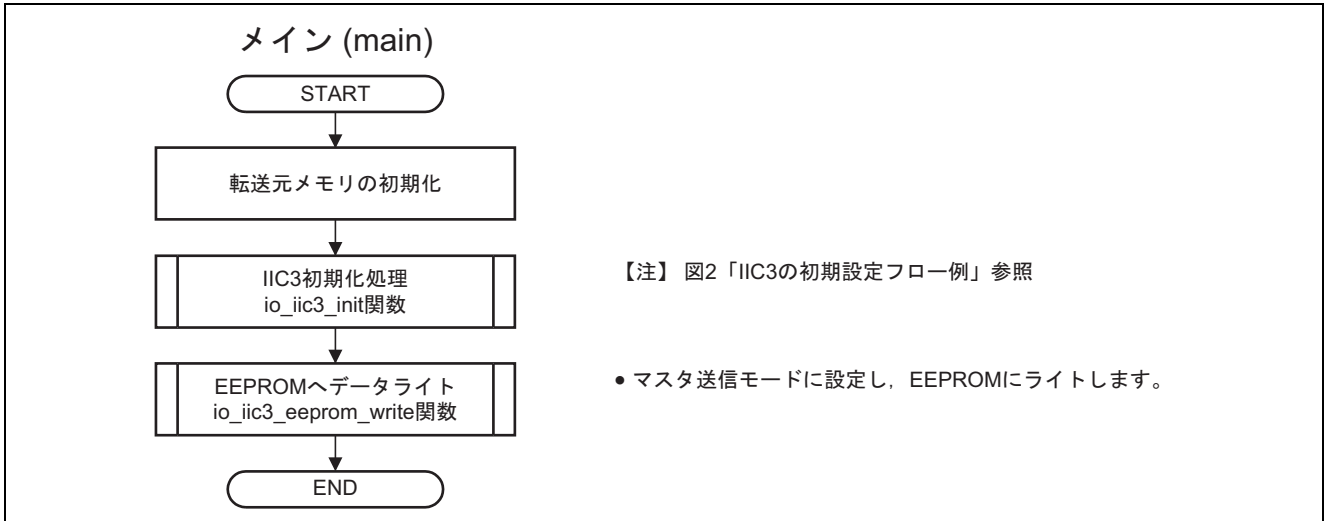 メイン (main)
START
転送元メモリの初期化
IIC3初期化処理
io_iic3_init関数
【注】 図2「IIC3の初期設定フロー例」参照
EEPROMへデータライト
io_iic3_eeprom_write関数
● マスタ送信モードに設定し，EEPROMにライトします。
END